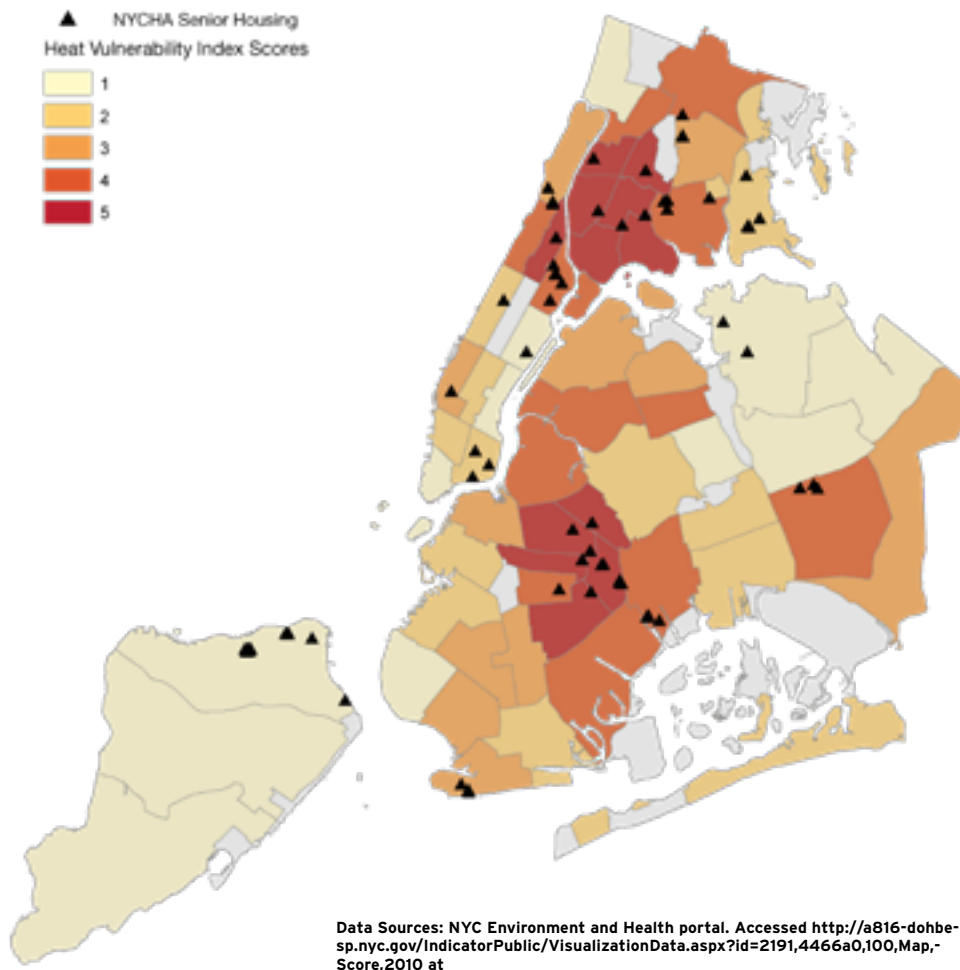 NYCHA Senior Housing
Heat Vulnerability Index Scores
1
2
3
4
5
Data Sources: NYC Environment and Health portal. Accessed http://a816-dohbe-
sp.nyc.gov/IndicatorPublic/VisualizationData.aspx?id=2191,4466a0,100,Map,-
Score,2010 at